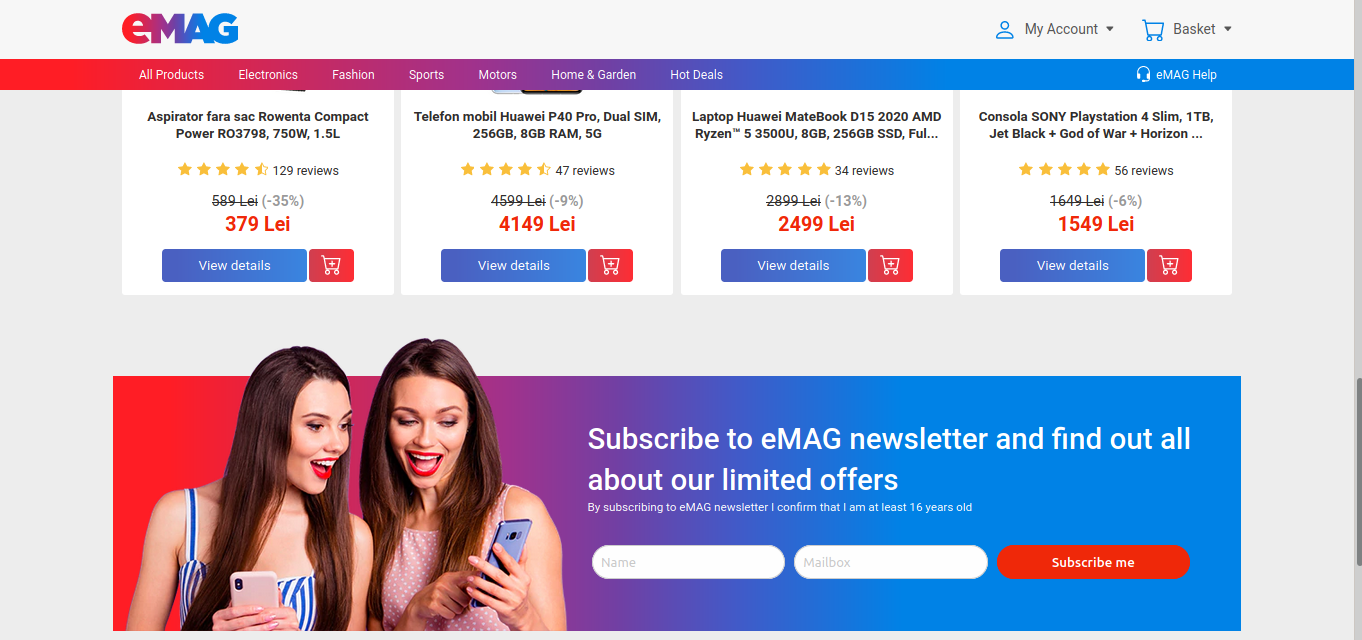 eMAG
My Account
Basket
All Products Electronics Fashion Sports Motors Home & Garden Hot Deals eMAG Help
Aspirator fara sac Rowenta Compact
Power RO3798, 750W, 1.5L
129 reviews
589 Lei (-35%)
379 Lei
View details
Telefon mobil Huawei P40 Pro, Dual SIM,
256GB, 8GB RAM, 5G
47 reviews
4599 Lei (-9%)
4149 Lei
View details
Laptop Huawei MateBook D15 2020 AMD
Ryzen™ 5 3500U, 8GB, 256GB SSD, Ful...
34 reviews
2899 Lei (-13%)
2499 Lei
View details
Consola SONY Playstation 4 Slim, 1TB,
Jet Black + God of War + Horizon ...
56 reviews
1649 Lei (-6%)
1549 Lei
View details
Subscribe to eMAG newsletter and find out all
about our limited offers
By subscribing to eMAG newsletter I confirm that I am at least 16 years old
Name
Mailbox
Subscribe me